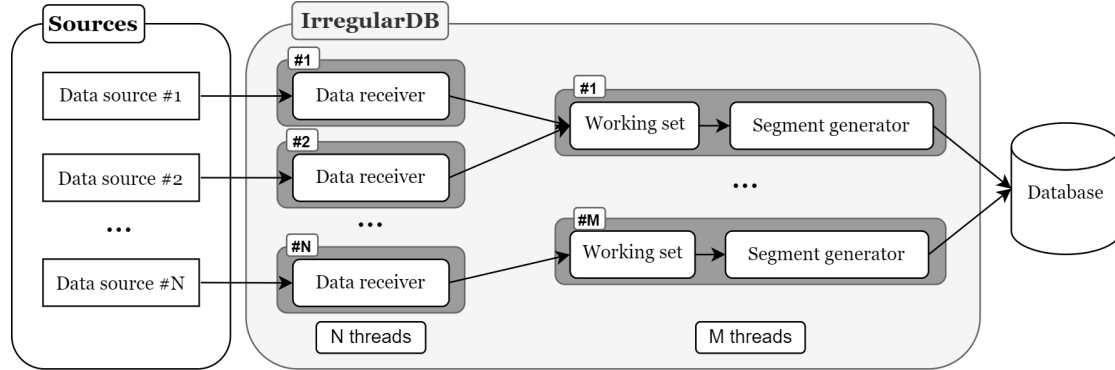 Sources
Data source #1
Data source #2
...
Data source #N
IrregularDB
#1
Data receiver
#2
Data receiver
...
#N
Data receiver
N threads
#1
Working set
Segment generator
...
#M
Working set
Segment generator
M threads
Database